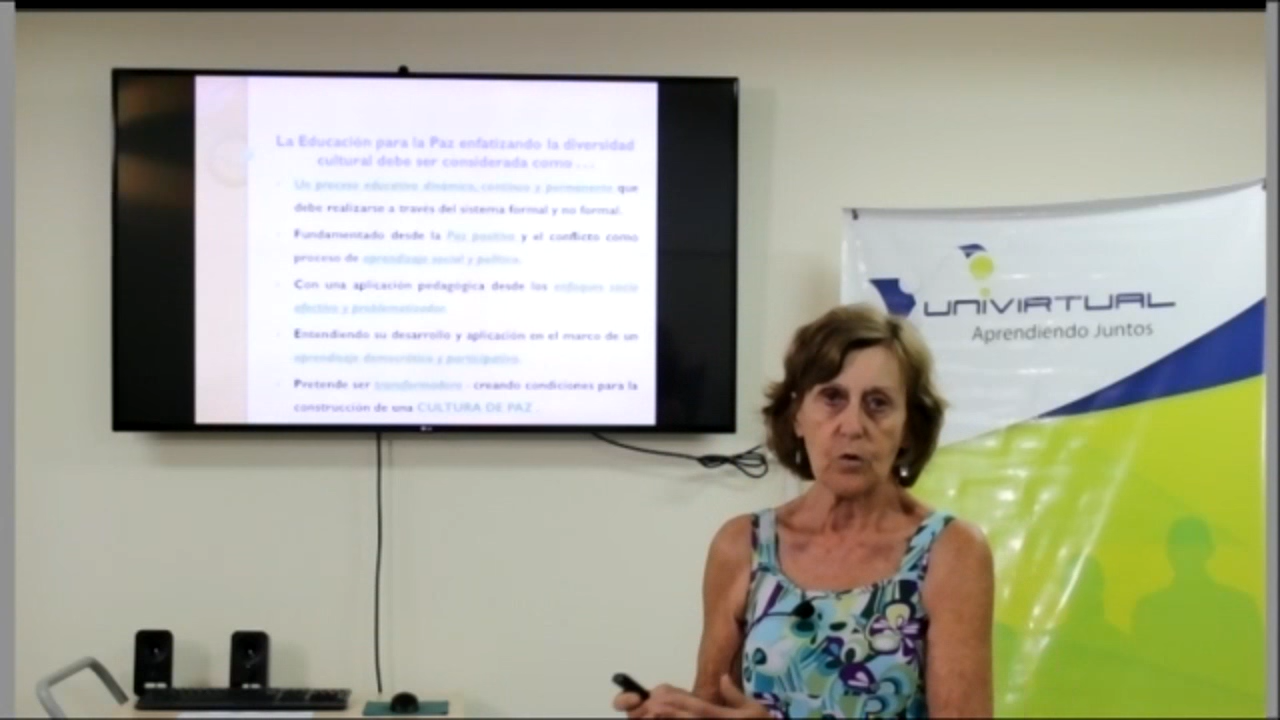 La Educación para la Paz enfatizando la diversidad
cultural debe ser considerada como . . .
Un proceso educativo dinámico, continuo y permanente que
debe realizarse a través del sistema formal y no formal.
Fundamentado desde la Paz positiva y el conflicto como
proceso de aprendizaje social y político.
Con una aplicación pedagógica desde los enfoques socio
afectivo y problematizador.
Entendiendo su desarrollo y aplicación en el marco de un
aprendizaje democrático y participativo.
Pretende ser transformadora - creando condiciones para la
construcción de una CULTURA DE PAZ .
UNIVIRTUAL
Aprendiendo Juntos